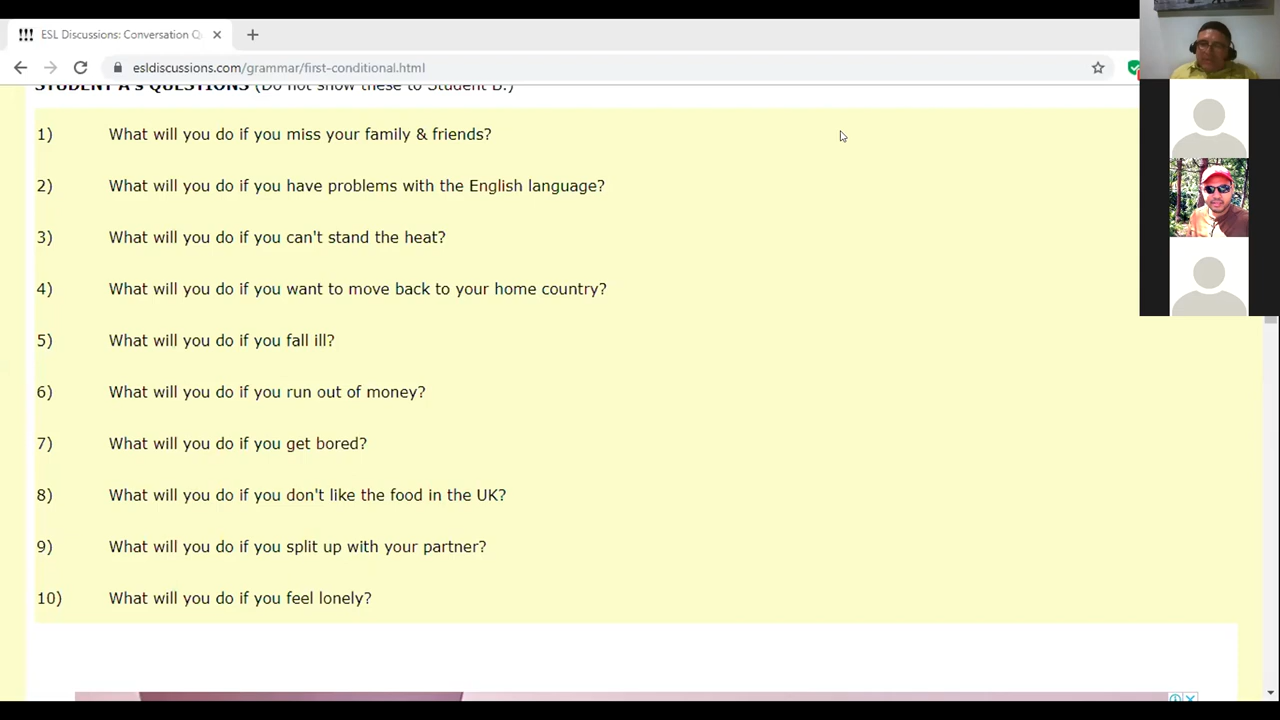 ESL Discussions: Conversation Q
esldiscussions.com/grammar/first-conditional.html
STUDENT A's QUESTIONS (Do not show these to Student B.)
1) What will you do if you miss your family & friends?
2) What will you do if you have problems with the English language?
3) What will you do if you can't stand the heat?
4) What will you do if you want to move back to your home country?
5) What will you do if you fall ill?
6) What will you do if you run out of money?
7) What will you do if you get bored?
8) What will you do if you don't like the food in the UK?
9) What will you do if you split up with your partner?
10) What will you do if you feel lonely?